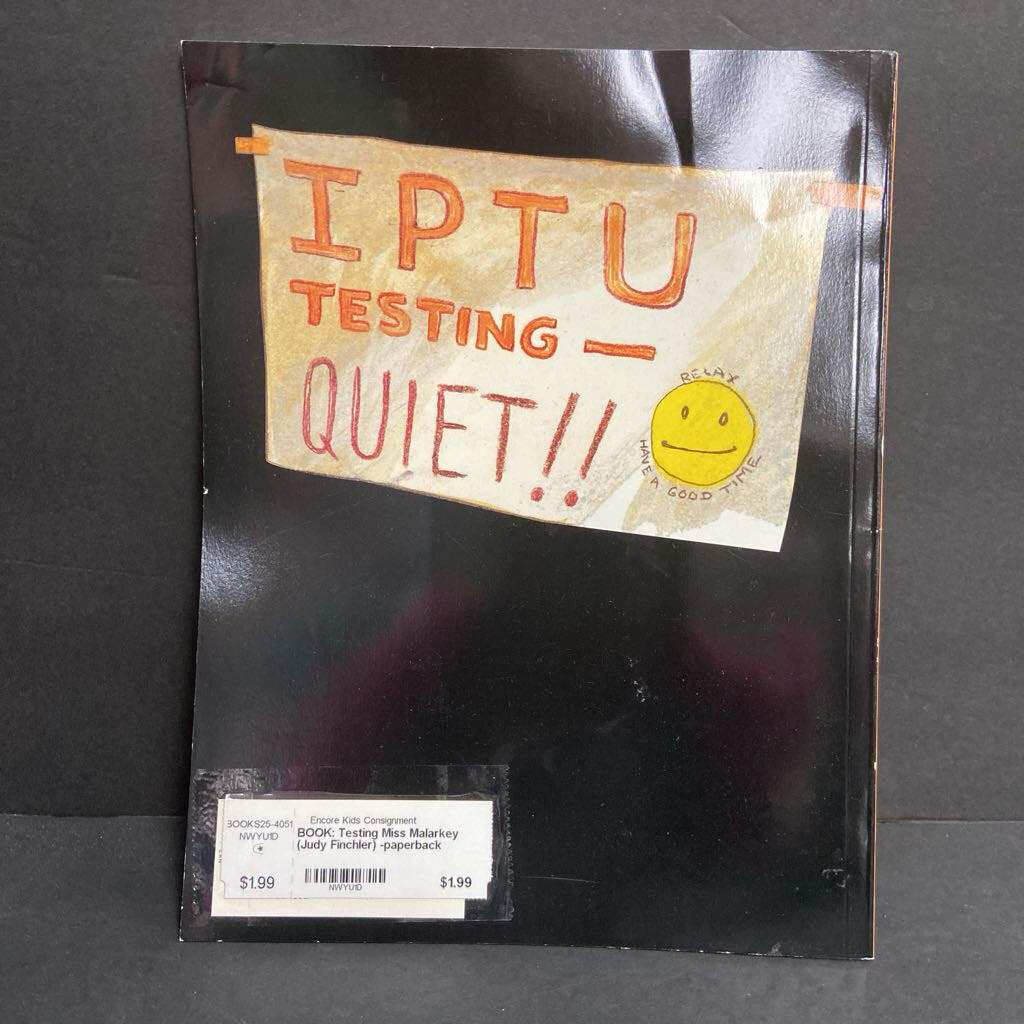 IPTU
TESTING —
QUIET!!
RELAX
HAVE A GOOD TIME
BOOKS25-4051
NWYU1D
$1.99
Encore Kids Consignment
BOOK: Testing Miss Malarkey
(Judy Finchler) -paperback
NWYU1D
$1.99